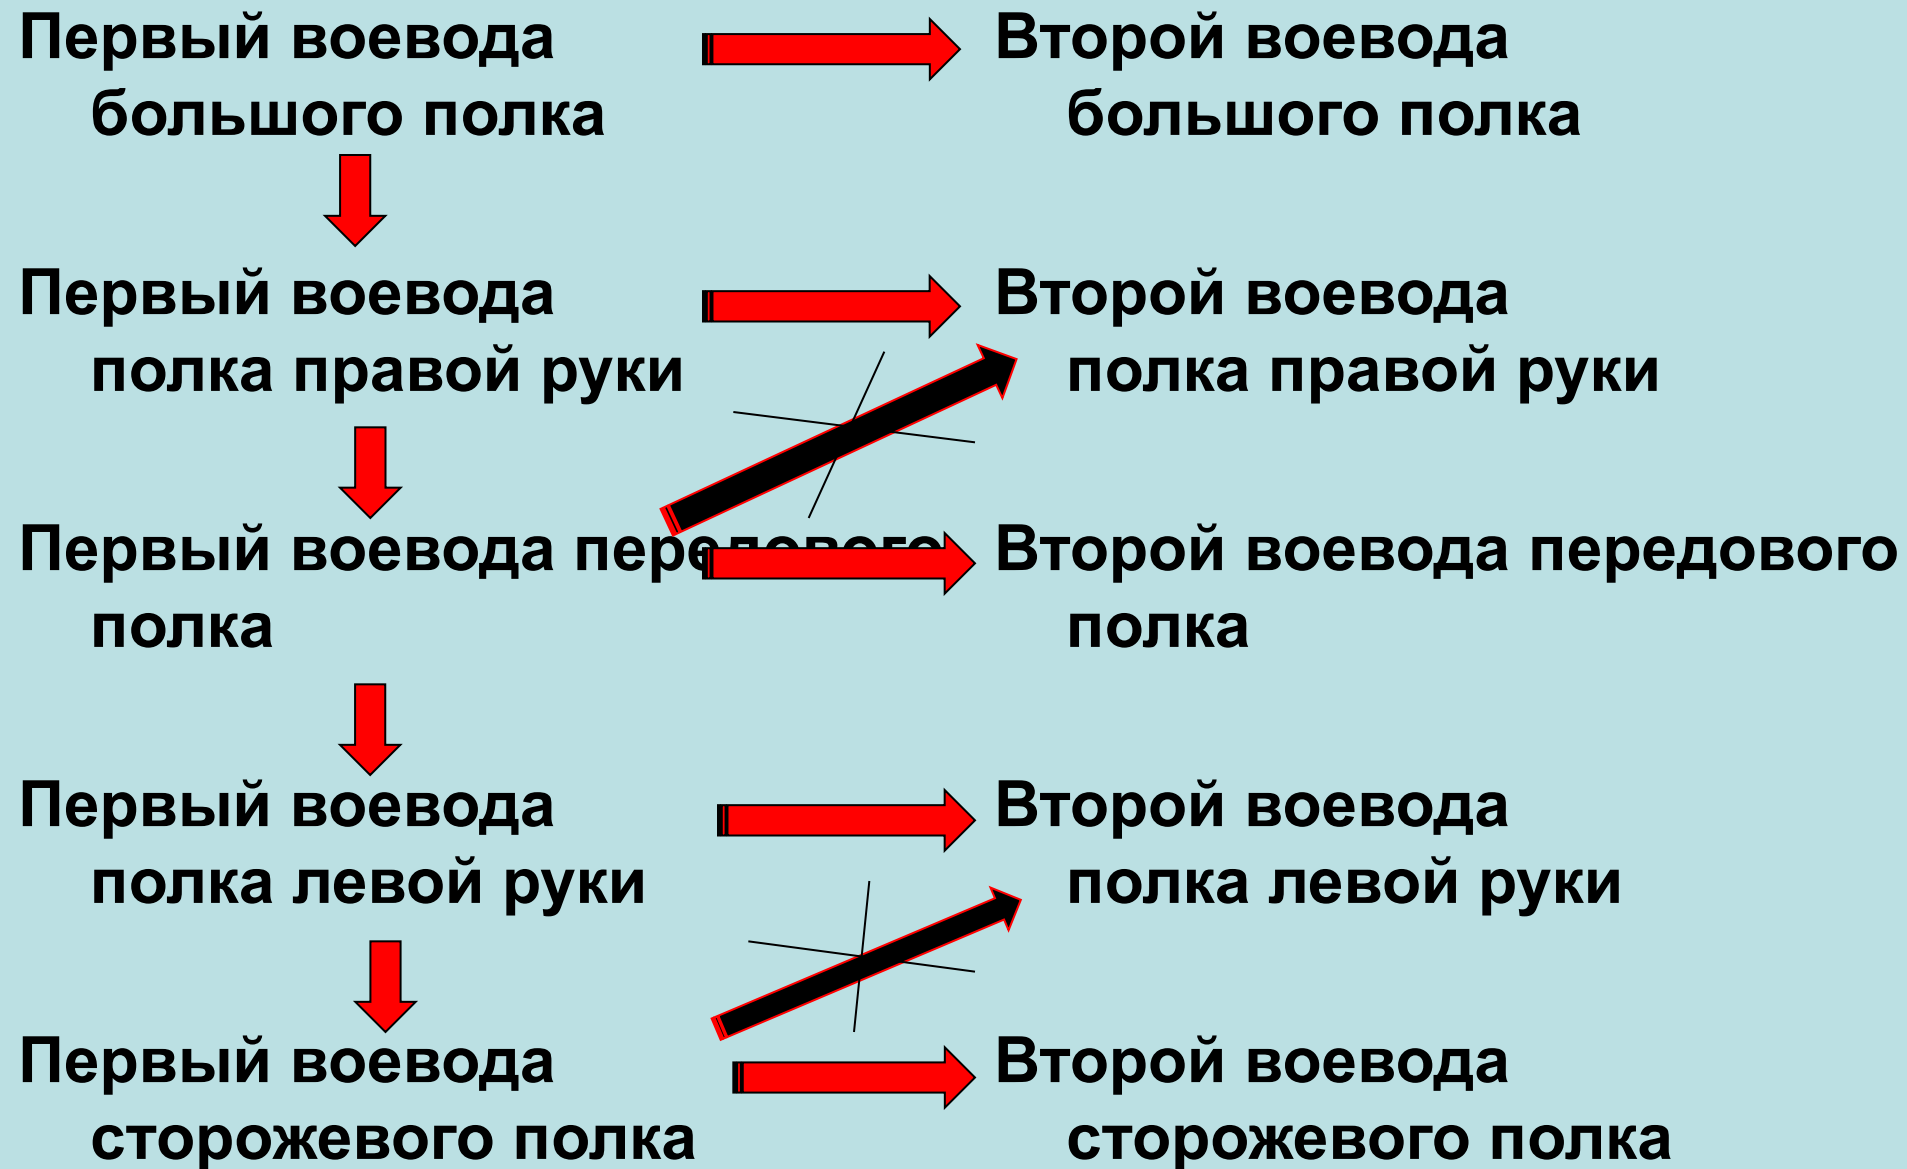 Первый воевода
большого полка
Второй воевода
большого полка
Первый воевода
полка правой руки
Второй воевода
полка правой руки
Первый воевода передового
полка
Второй воевода передового
полка
Первый воевода
полка левой руки
Второй воевода
полка левой руки
Первый воевода
сторожевого полка
Второй воевода
сторожевого полка